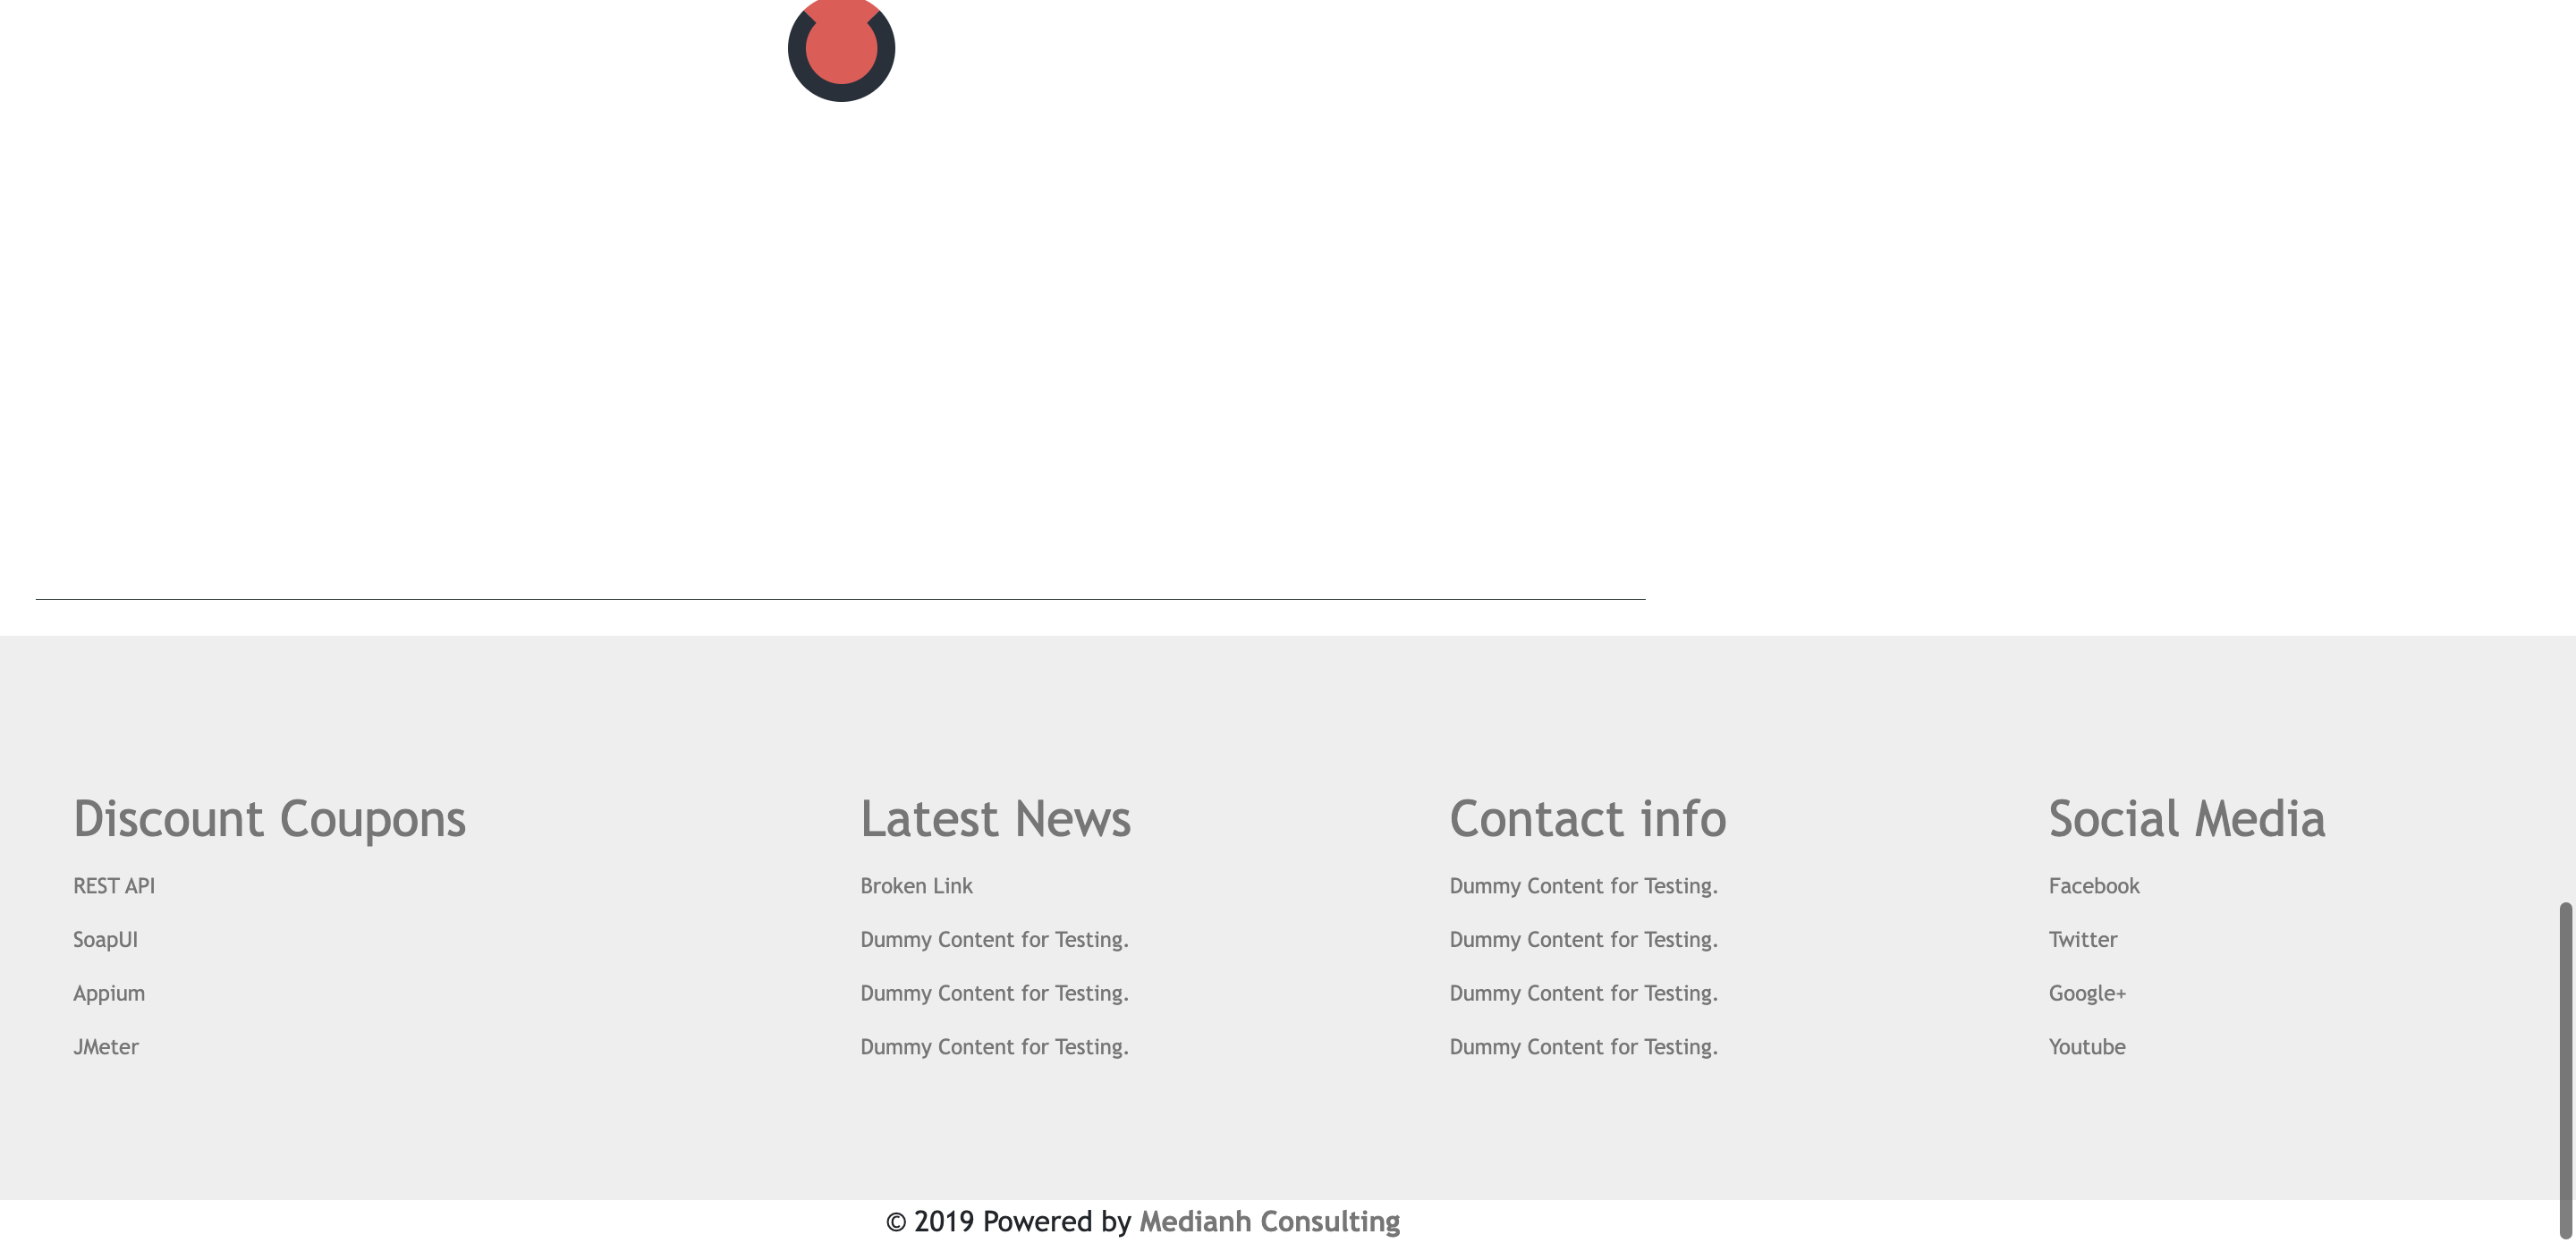 Discount Coupons
REST API
SoapUI
Appium
JMeter
Latest News
Broken Link
Dummy Content for Testing.
Dummy Content for Testing.
Dummy Content for Testing.
Contact info
Dummy Content for Testing.
Dummy Content for Testing.
Dummy Content for Testing.
Dummy Content for Testing.
Social Media
Facebook
Twitter
Google+
Youtube
© 2019 Powered by Medianh Consulting